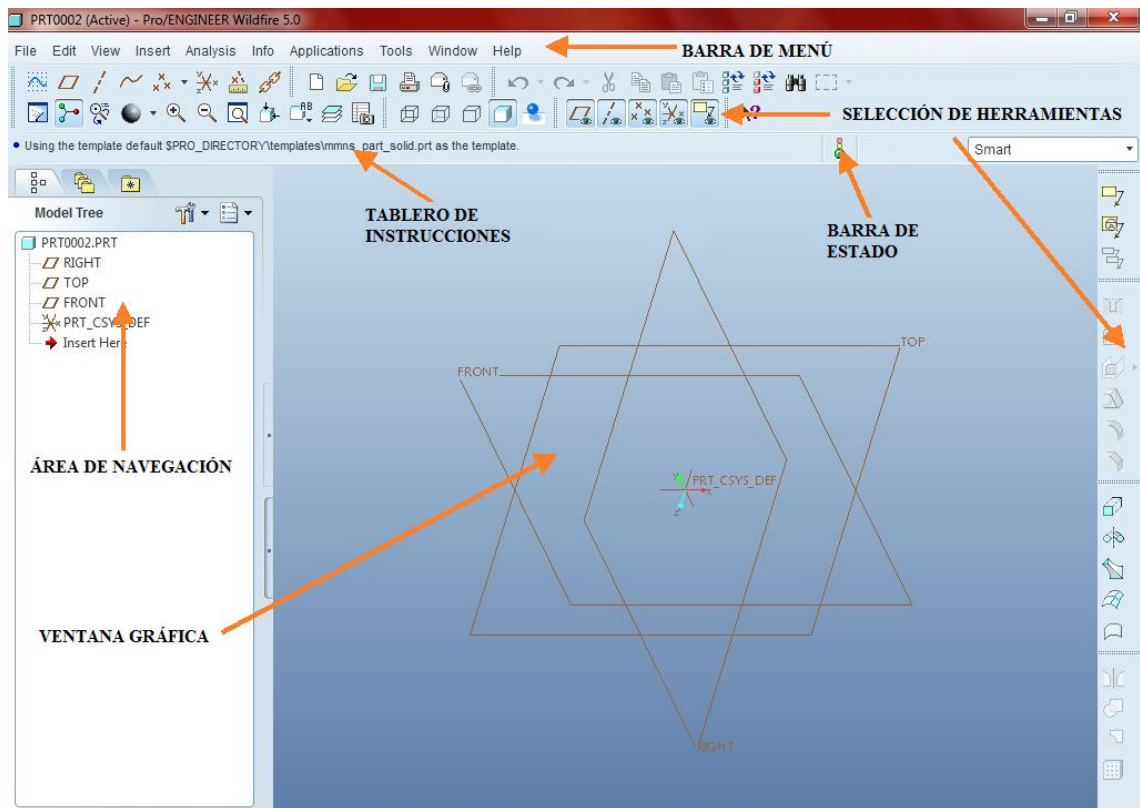 PRT0002 (Active) - Pro/ENGINEER Wildfire 5.0
File Edit View Insert Analysis Info Applications Tools Window Help
BARRA DE MENÚ
SELECCIÓN DE HERRAMIENTAS
Using the template default $PRO_DIRECTORY\templates\mmns_part_solid.prt as the template.
Smart
Model Tree
TABLERO DE
INSTRUCCIONES
BARRA DE
ESTADO
PRT0002.PRT
RIGHT
TOP
FRONT
PRT_CSYS_DEF
Insert Here
TOP
FRONT
ÁREA DE NAVEGACIÓN
Y
PRT_CSYS_DEF
X
Z
VENTANA GRÁFICA
RIGHT